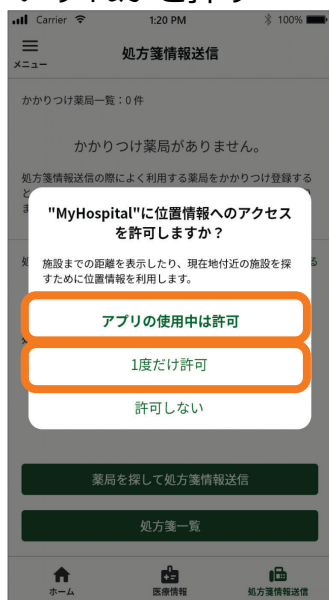 Carrier 1:20 PM 100%
メニュー
処方箋情報送信
かかりつけ薬局一覧：0件
かかりつけ薬局がありません。
処方箋情報送信の際によく利用する薬局をかかりつけ登録する
"MyHospital"に位置情報へのアクセス
を許可しますか？
施設までの距離を表示したり、現在地付近の施設を探
すために位置情報を利用します。
アプリの使用中は許可
1度だけ許可
許可しない
薬局を探して処方箋情報送信
処方箋一覧
ホーム
医療情報
処方箋情報送信